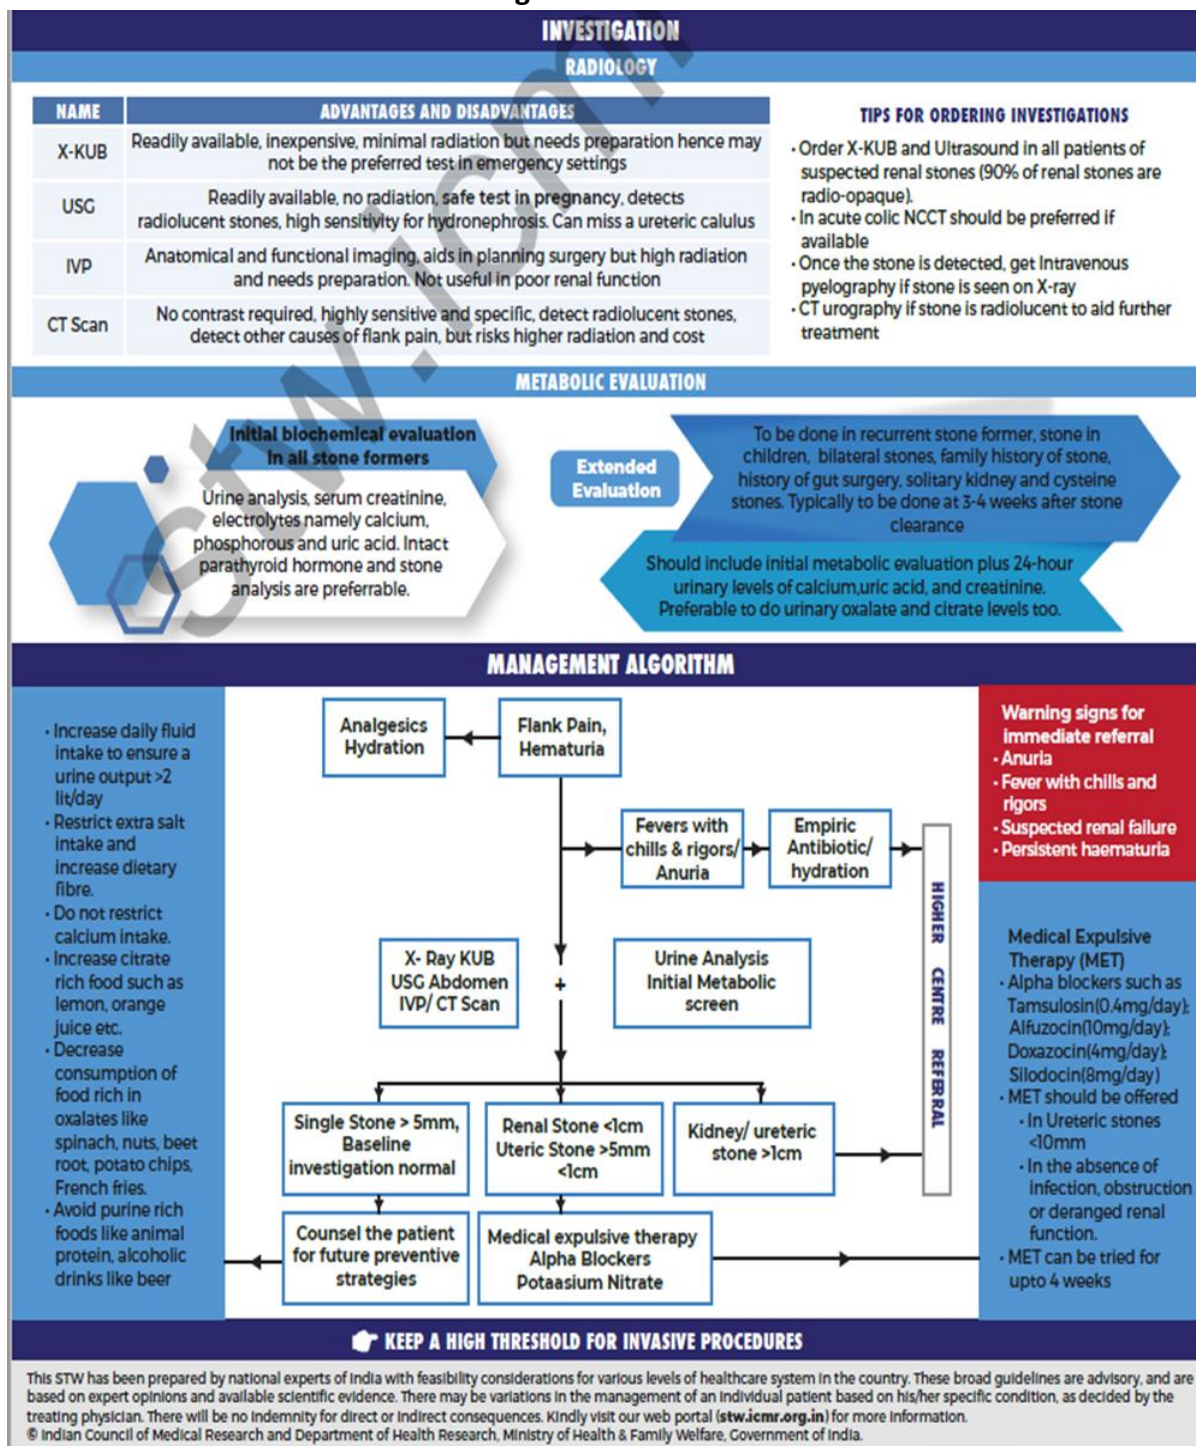 INVESTIGATION
RADIOLOGY
NAME
ADVANTAGES AND DISADVANTAGES
X-KUB
Readily available, inexpensive, minimal radiation but needs preparation hence may
not be the preferred test in emergency settings
USG
Readily available, no radiation, safe test in pregnancy, detects
radiolucent stones, high sensitivity for hydronephrosis. Can miss a ureteric calulus
IVP
Anatomical and functional imaging, aids in planning surgery but high radiation
and needs preparation. Not useful in poor renal function
CT Scan
No contrast required, highly sensitive and specific, detect radiolucent stones,
detect other causes of flank pain, but risks higher radiation and cost
TIPS FOR ORDERING INVESTIGATIONS
• Order X-KUB and Ultrasound in all patients of
suspected renal stones (90% of renal stones are
radio-opaque).
• In acute colic NCCT should be preferred if
available
• Once the stone is detected, get Intravenous
pyelography if stone is seen on X-ray
• CT urography if stone is radiolucent to aid further
treatment
METABOLIC EVALUATION
Initial biochemical evaluation
In all stone formers
Urine analysis, serum creatinine,
electrolytes namely calcium,
phosphorous and uric acid. Intact
parathyroid hormone and stone
analysis are preferrable.
Extended
Evaluation
To be done in recurrent stone former, stone in
children, bilateral stones, family history of stone,
history of gut surgery, solitary kidney and cysteine
stones. Typically to be done at 3-4 weeks after stone
clearance
Should include initial metabolic evaluation plus 24-hour
urinary levels of calcium,uric acid, and creatinine.
Preferable to do urinary oxalate and citrate levels too.
MANAGEMENT ALGORITHM
• Increase daily fluid
intake to ensure a
urine output >2
lit/day
• Restrict extra salt
intake and
increase dietary
fibre.
• Do not restrict
calcium intake.
• Increase citrate
rich food such as
lemon, orange
juice etc.
• Decrease
consumption of
food rich in
oxalates like
spinach, nuts, beet
root, potato chips,
French fries.
• Avoid purine rich
foods like animal
protein, alcoholic
drinks like beer
Analgesics
Hydration
Flank Pain,
Hematuria
Fevers with
chills & rigors/
Anuria
Empiric
Antibiotic/
hydration
HIGHER CENTRE REFERRAL
X- Ray KUB
USG Abdomen
IVP/ CT Scan
+
Urine Analysis
Initial Metabolic
screen
Single Stone > 5mm,
Baseline
investigation normal
Renal Stone <1cm
Uteric Stone >5mm
<1cm
Kidney/ ureteric
stone >1cm
Counsel the patient
for future preventive
strategies
Medical expulsive therapy
Alpha Blockers
Potaasium Nitrate
Warning signs for
immediate referral
• Anuria
• Fever with chills and
rigors
• Suspected renal failure
• Persistent haematuria
Medical Expulsive
Therapy (MET)
• Alpha blockers such as
Tamsulosin(0.4mg/day);
Alfuzocin(10mg/day);
Doxazocin(4mg/day);
Silodocin(8mg/day)
• MET should be offered
• In Ureteric stones
<10mm
• In the absence of
infection, obstruction
or deranged renal
function.
• MET can be tried for
upto 4 weeks
KEEP A HIGH THRESHOLD FOR INVASIVE PROCEDURES
This STW has been prepared by national experts of India with feasibility considerations for various levels of healthcare system in the country. These broad guidelines are advisory, and are
based on expert opinions and available scientific evidence. There may be variations in the management of an individual patient based on his/her specific condition, as decided by the
treating physician. There will be no indemnity for direct or indirect consequences. Kindly visit our web portal (stw.icmr.org.in) for more information.
© Indian Council of Medical Research and Department of Health Research, Ministry of Health & Family Welfare, Government of India.
stw.icm